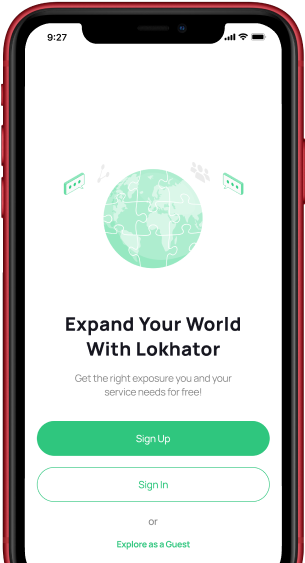 9:27
Expand Your World
With Lokhator
Get the right exposure you and your
service needs for free!
Sign Up
Sign In
or
Explore as a Guest